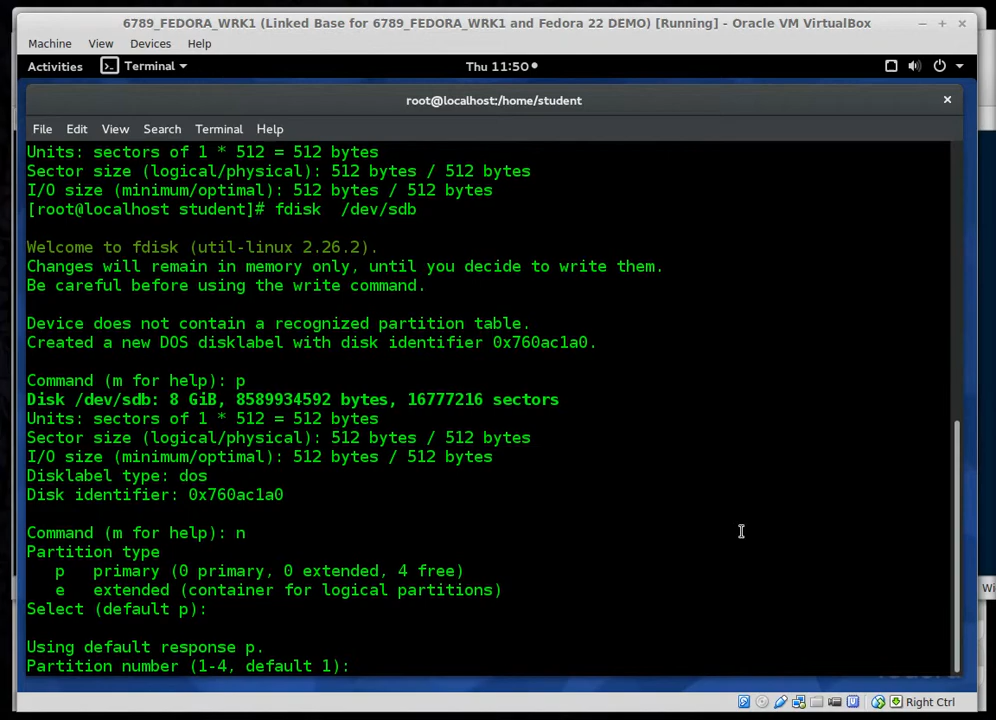 6789_FEDORA_WRK1 (Linked Base for 6789_FEDORA_WRK1 and Fedora 22 DEMO) [Running] - Oracle VM VirtualBox
Machine View Devices Help
Activities Terminal Thu 11:50
root@localhost:/home/student
File Edit View Search Terminal Help
Units: sectors of 1 * 512 = 512 bytes
Sector size (logical/physical): 512 bytes / 512 bytes
I/O size (minimum/optimal): 512 bytes / 512 bytes
[root@localhost student]# fdisk  /dev/sdb
Welcome to fdisk (util-linux 2.26.2).
Changes will remain in memory only, until you decide to write them.
Be careful before using the write command.
Device does not contain a recognized partition table.
Created a new DOS disklabel with disk identifier 0x760ac1a0.
Command (m for help): p
Disk /dev/sdb: 8 GiB, 8589934592 bytes, 16777216 sectors
Units: sectors of 1 * 512 = 512 bytes
Sector size (logical/physical): 512 bytes / 512 bytes
I/O size (minimum/optimal): 512 bytes / 512 bytes
Disklabel type: dos
Disk identifier: 0x760ac1a0
Command (m for help): n
Partition type
p   primary (0 primary, 0 extended, 4 free)
e   extended (container for logical partitions)
Select (default p):
Using default response p.
Partition number (1-4, default 1):
Right Ctrl